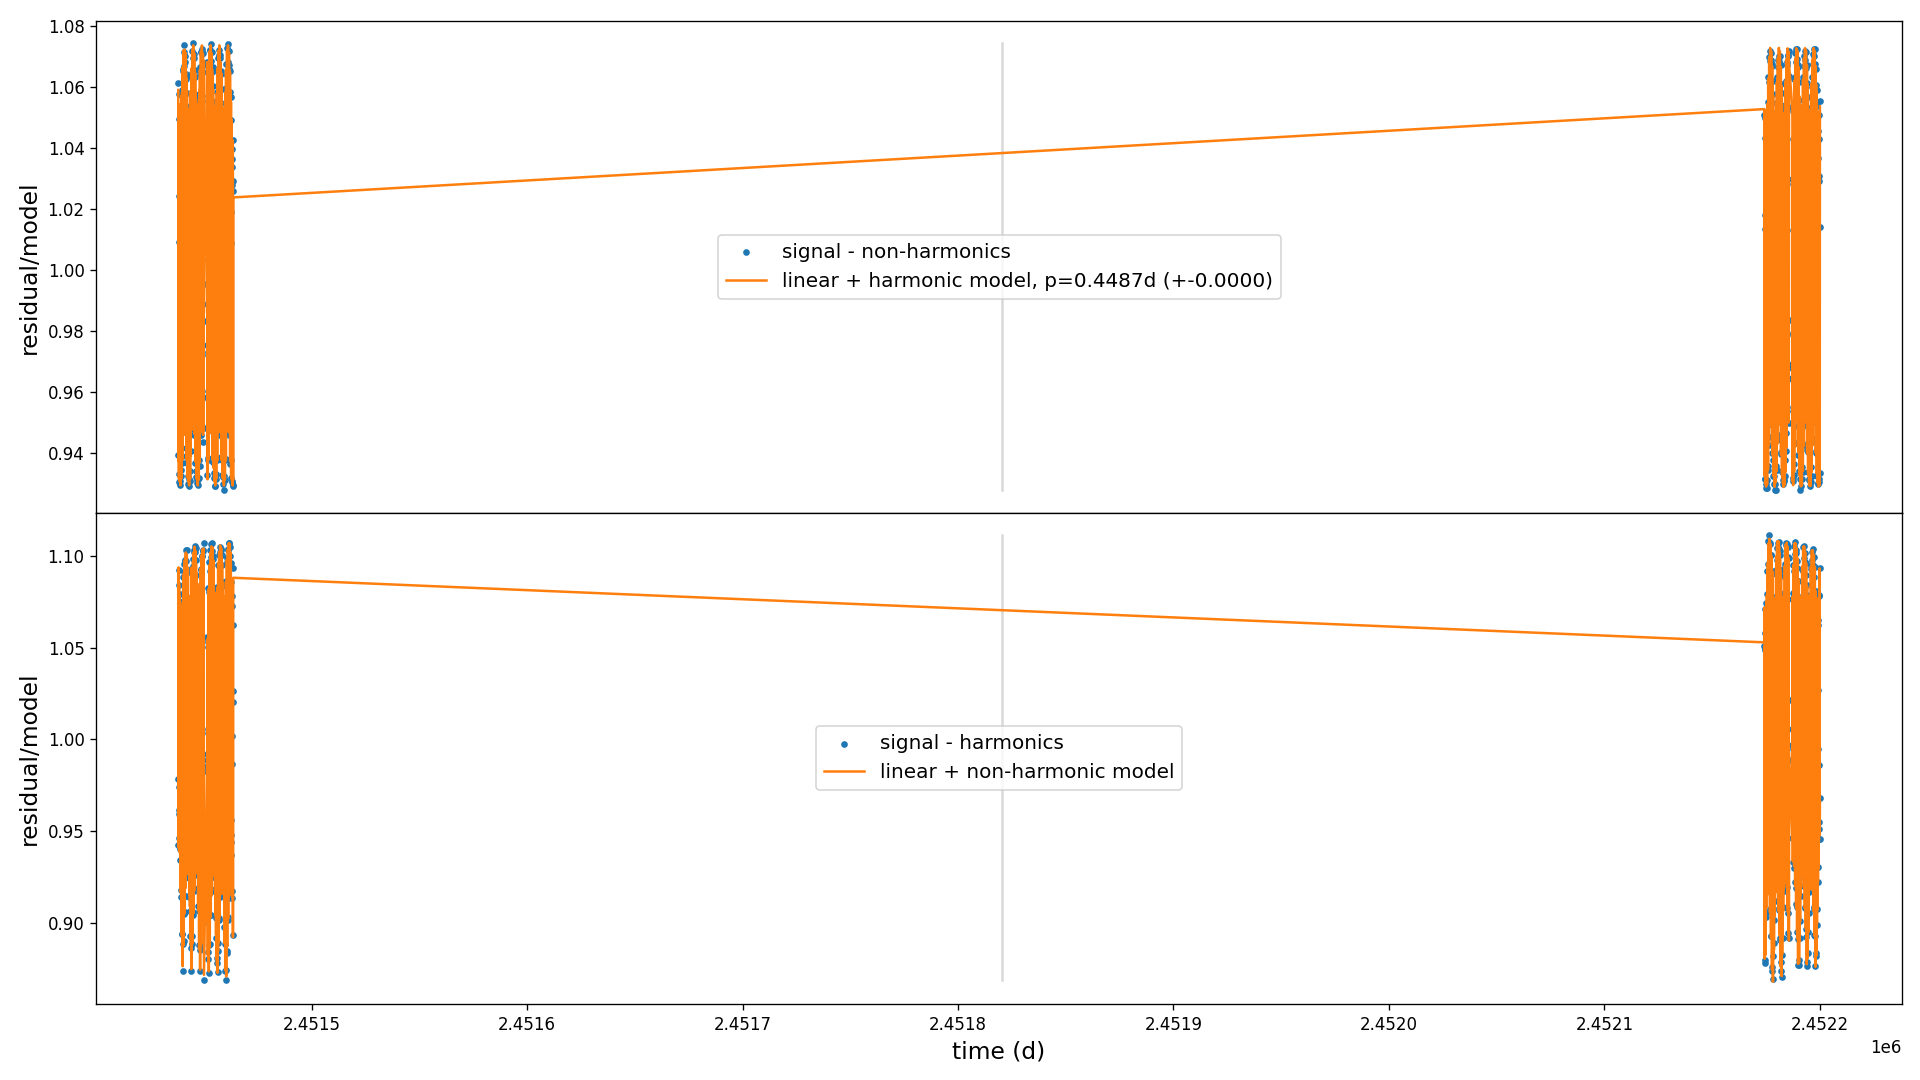 1.08
1.06
1.04
1.02
1.00
0.98
0.96
0.94
residual/model
signal - non-harmonics
linear + harmonic model, p=0.4487d (+-0.0000)
1.10
1.05
1.00
0.95
0.90
residual/model
signal - harmonics
linear + non-harmonic model
2.4515 2.4516 2.4517 2.4518 2.4519 2.4520 2.4521 2.4522
1e6
time (d)